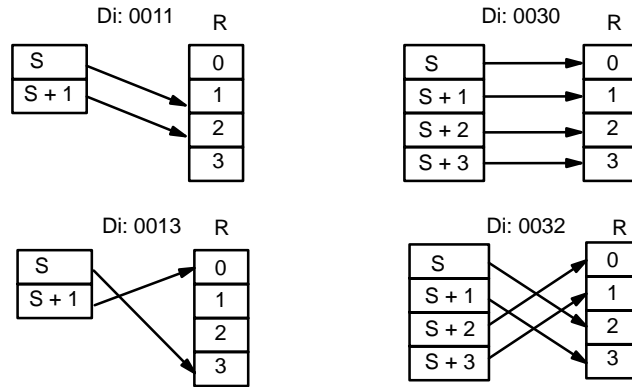 Di: 0011
R
S
S + 1
0
1
2
3
Di: 0030
R
S
S + 1
S + 2
S + 3
0
1
2
3
Di: 0013
R
S
S + 1
0
1
2
3
Di: 0032
R
S
S + 1
S + 2
S + 3
0
1
2
3